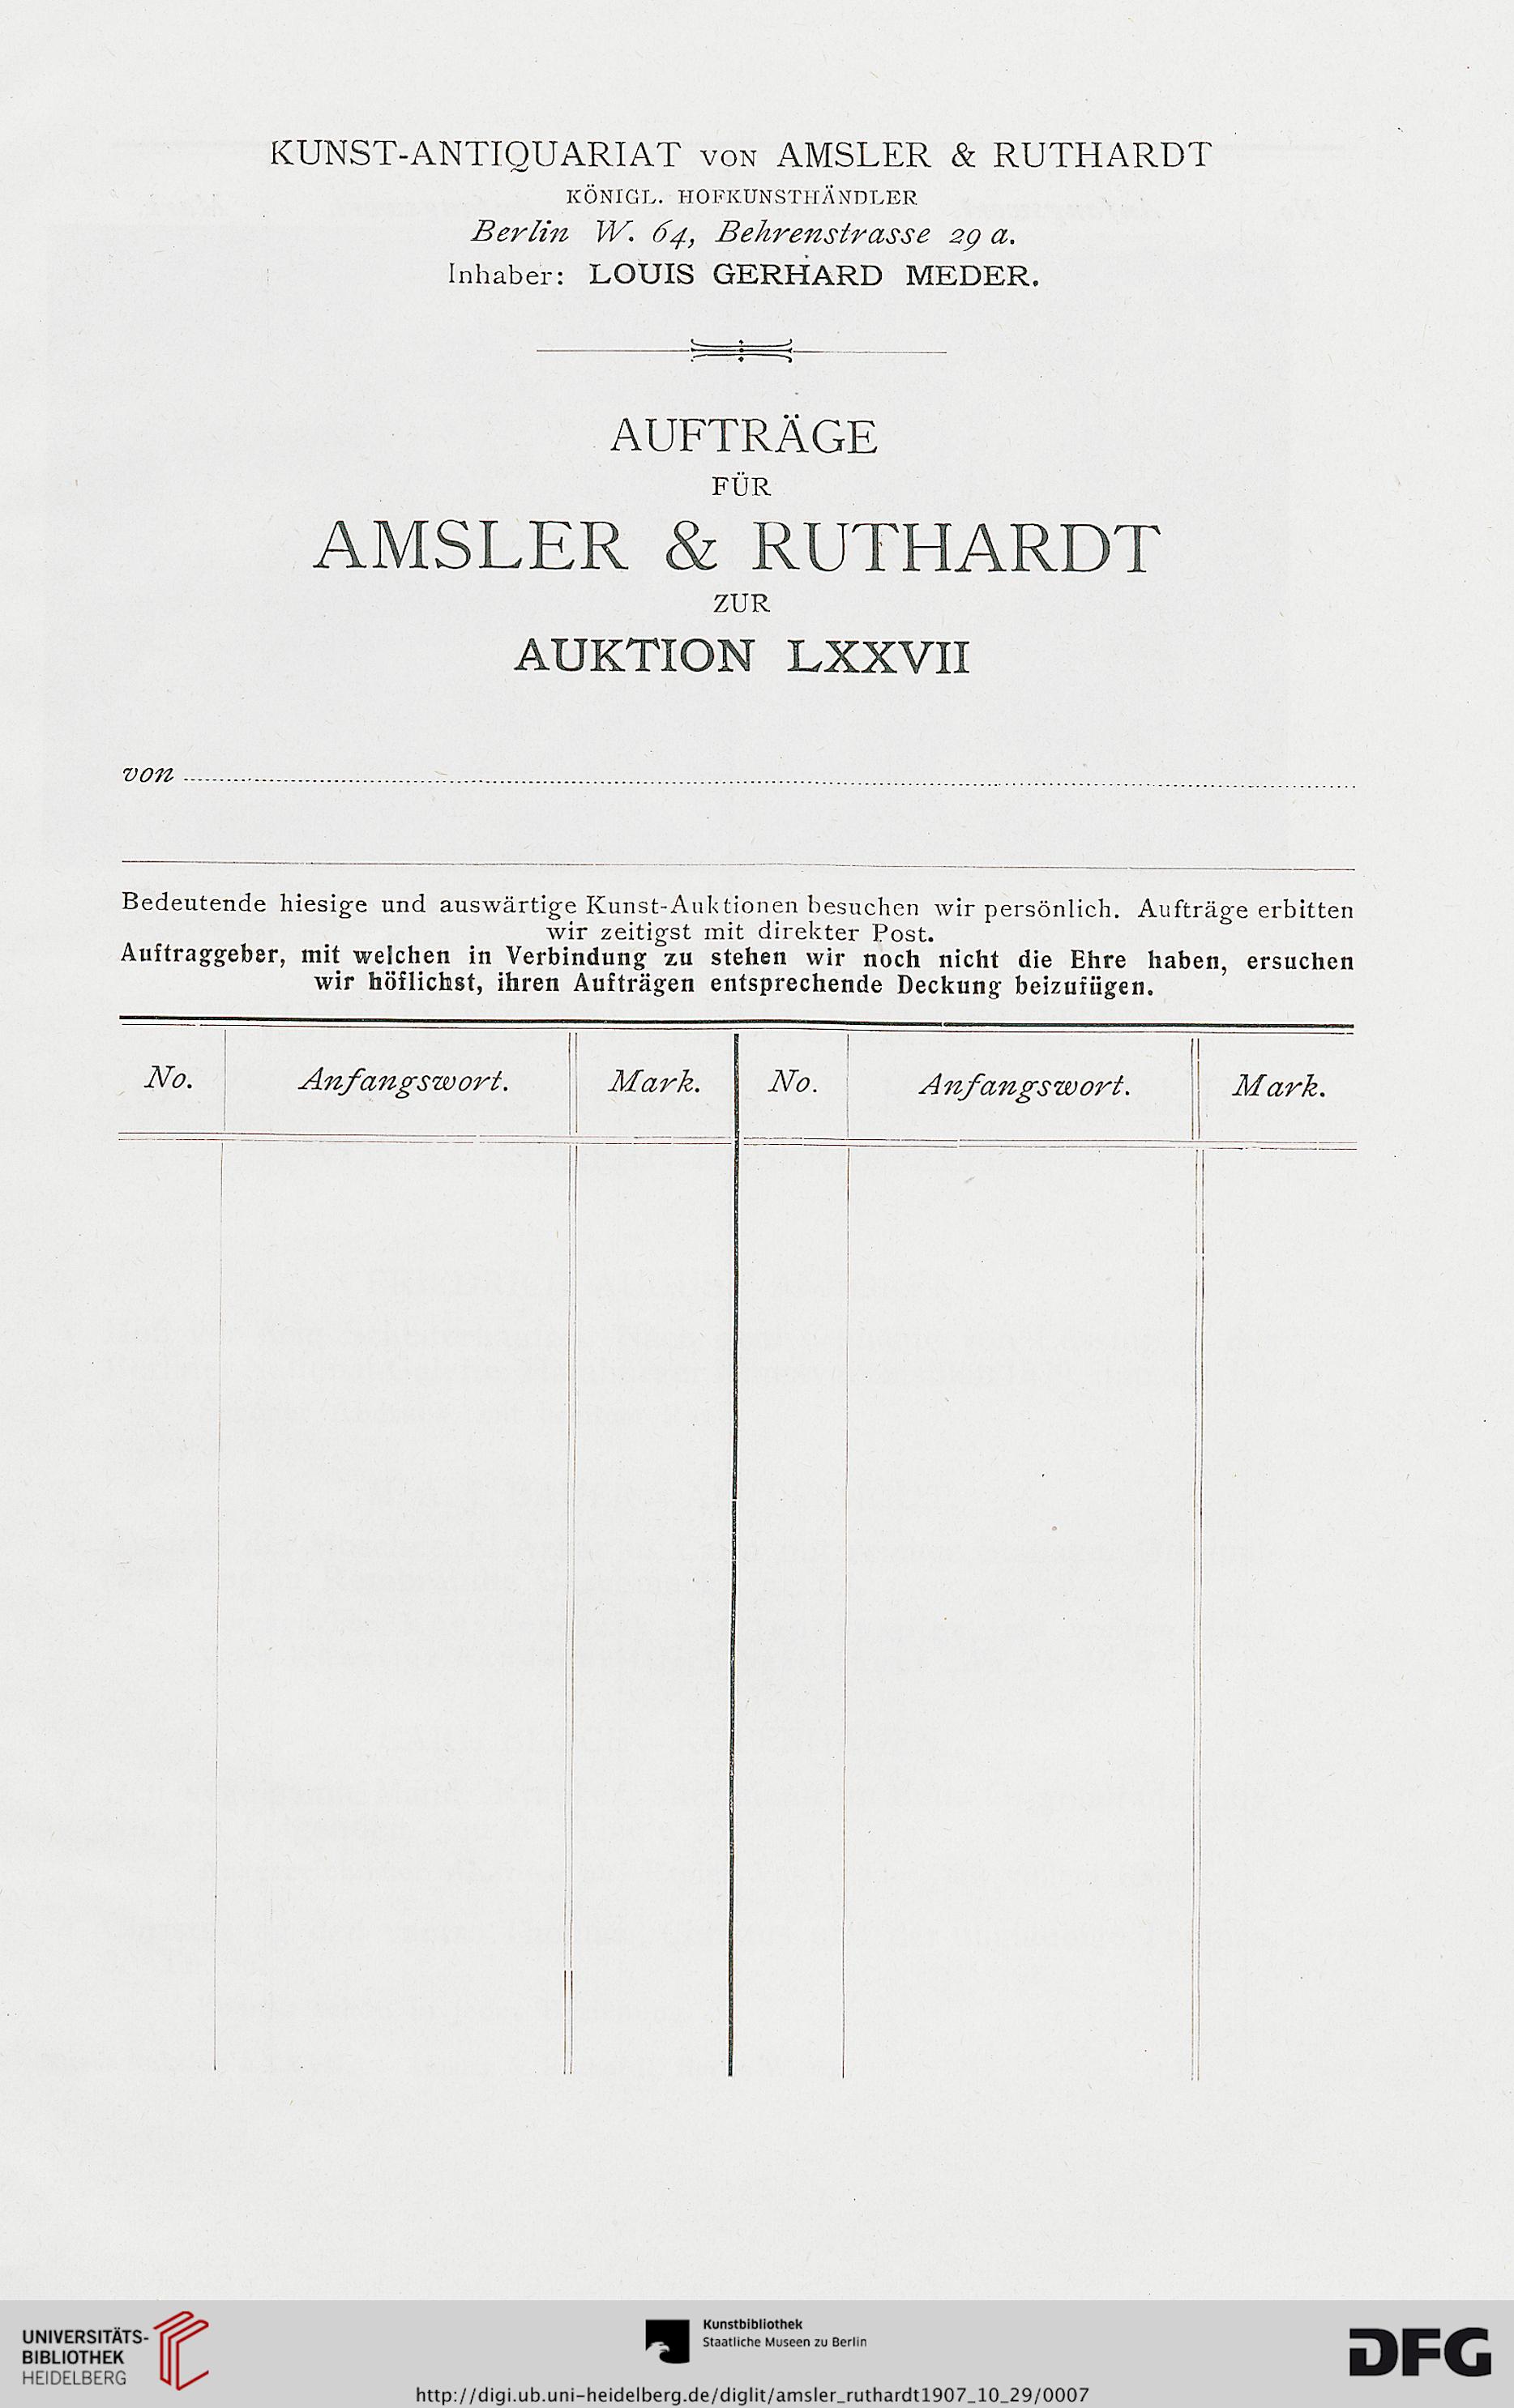 KUNST-ANTIQUARIAT VON AMSLER & RUTHARDT
KÖNIGL. HOFKUNSTHÄNDLER
Berlin W. 64, Behrenstrasse 29 a.
Inhaber: LOUIS GERHARD MEDER.
AUFTRÄGE
FÜR
AMSLER & RUTHARDT
ZUR
AUKTION LXXVII
von
Bedeutende hiesige und auswärtige Kunst-Auktionen besuchen wir persönlich. Aufträge erbitten
wir zeitigst mit direkter Post.
Auftraggeber, mit welchen in Verbindung zu stehen wir noch nicht die Ehre haben, ersuchen
wir höflichst, ihren Aufträgen entsprechende Deckung beizufügen.
No. Anfangswort. Mark. No. Anfangswort. Mark.
UNIVERSITÄTS-
BIBLIOTHEK
HEIDELBERG
Kunstbibliothek
Staatliche Museen zu Berlin
DFG
http://digi.ub.uni-heidelberg.de/diglit/amsler_ruthardt1907_10_29/0007